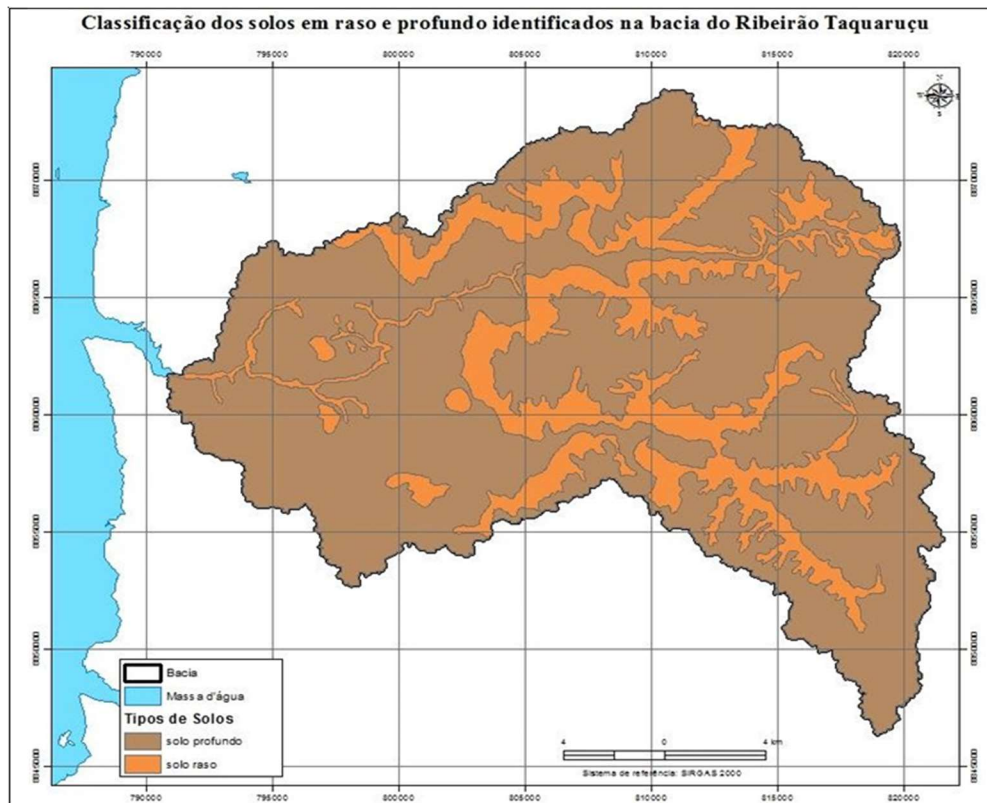 Classificação dos solos em raso e profundo identificados na bacia do Ribeirão Taquaruçu
790000 795000 800000 805000 810000 815000 820000
Bacia
Massa d'água
Tipos de Solos
solo profundo
solo raso
4 0 4 km
Sistema de referência: SIRGAS 2000
790000 795000 800000 805000 810000 815000 820000